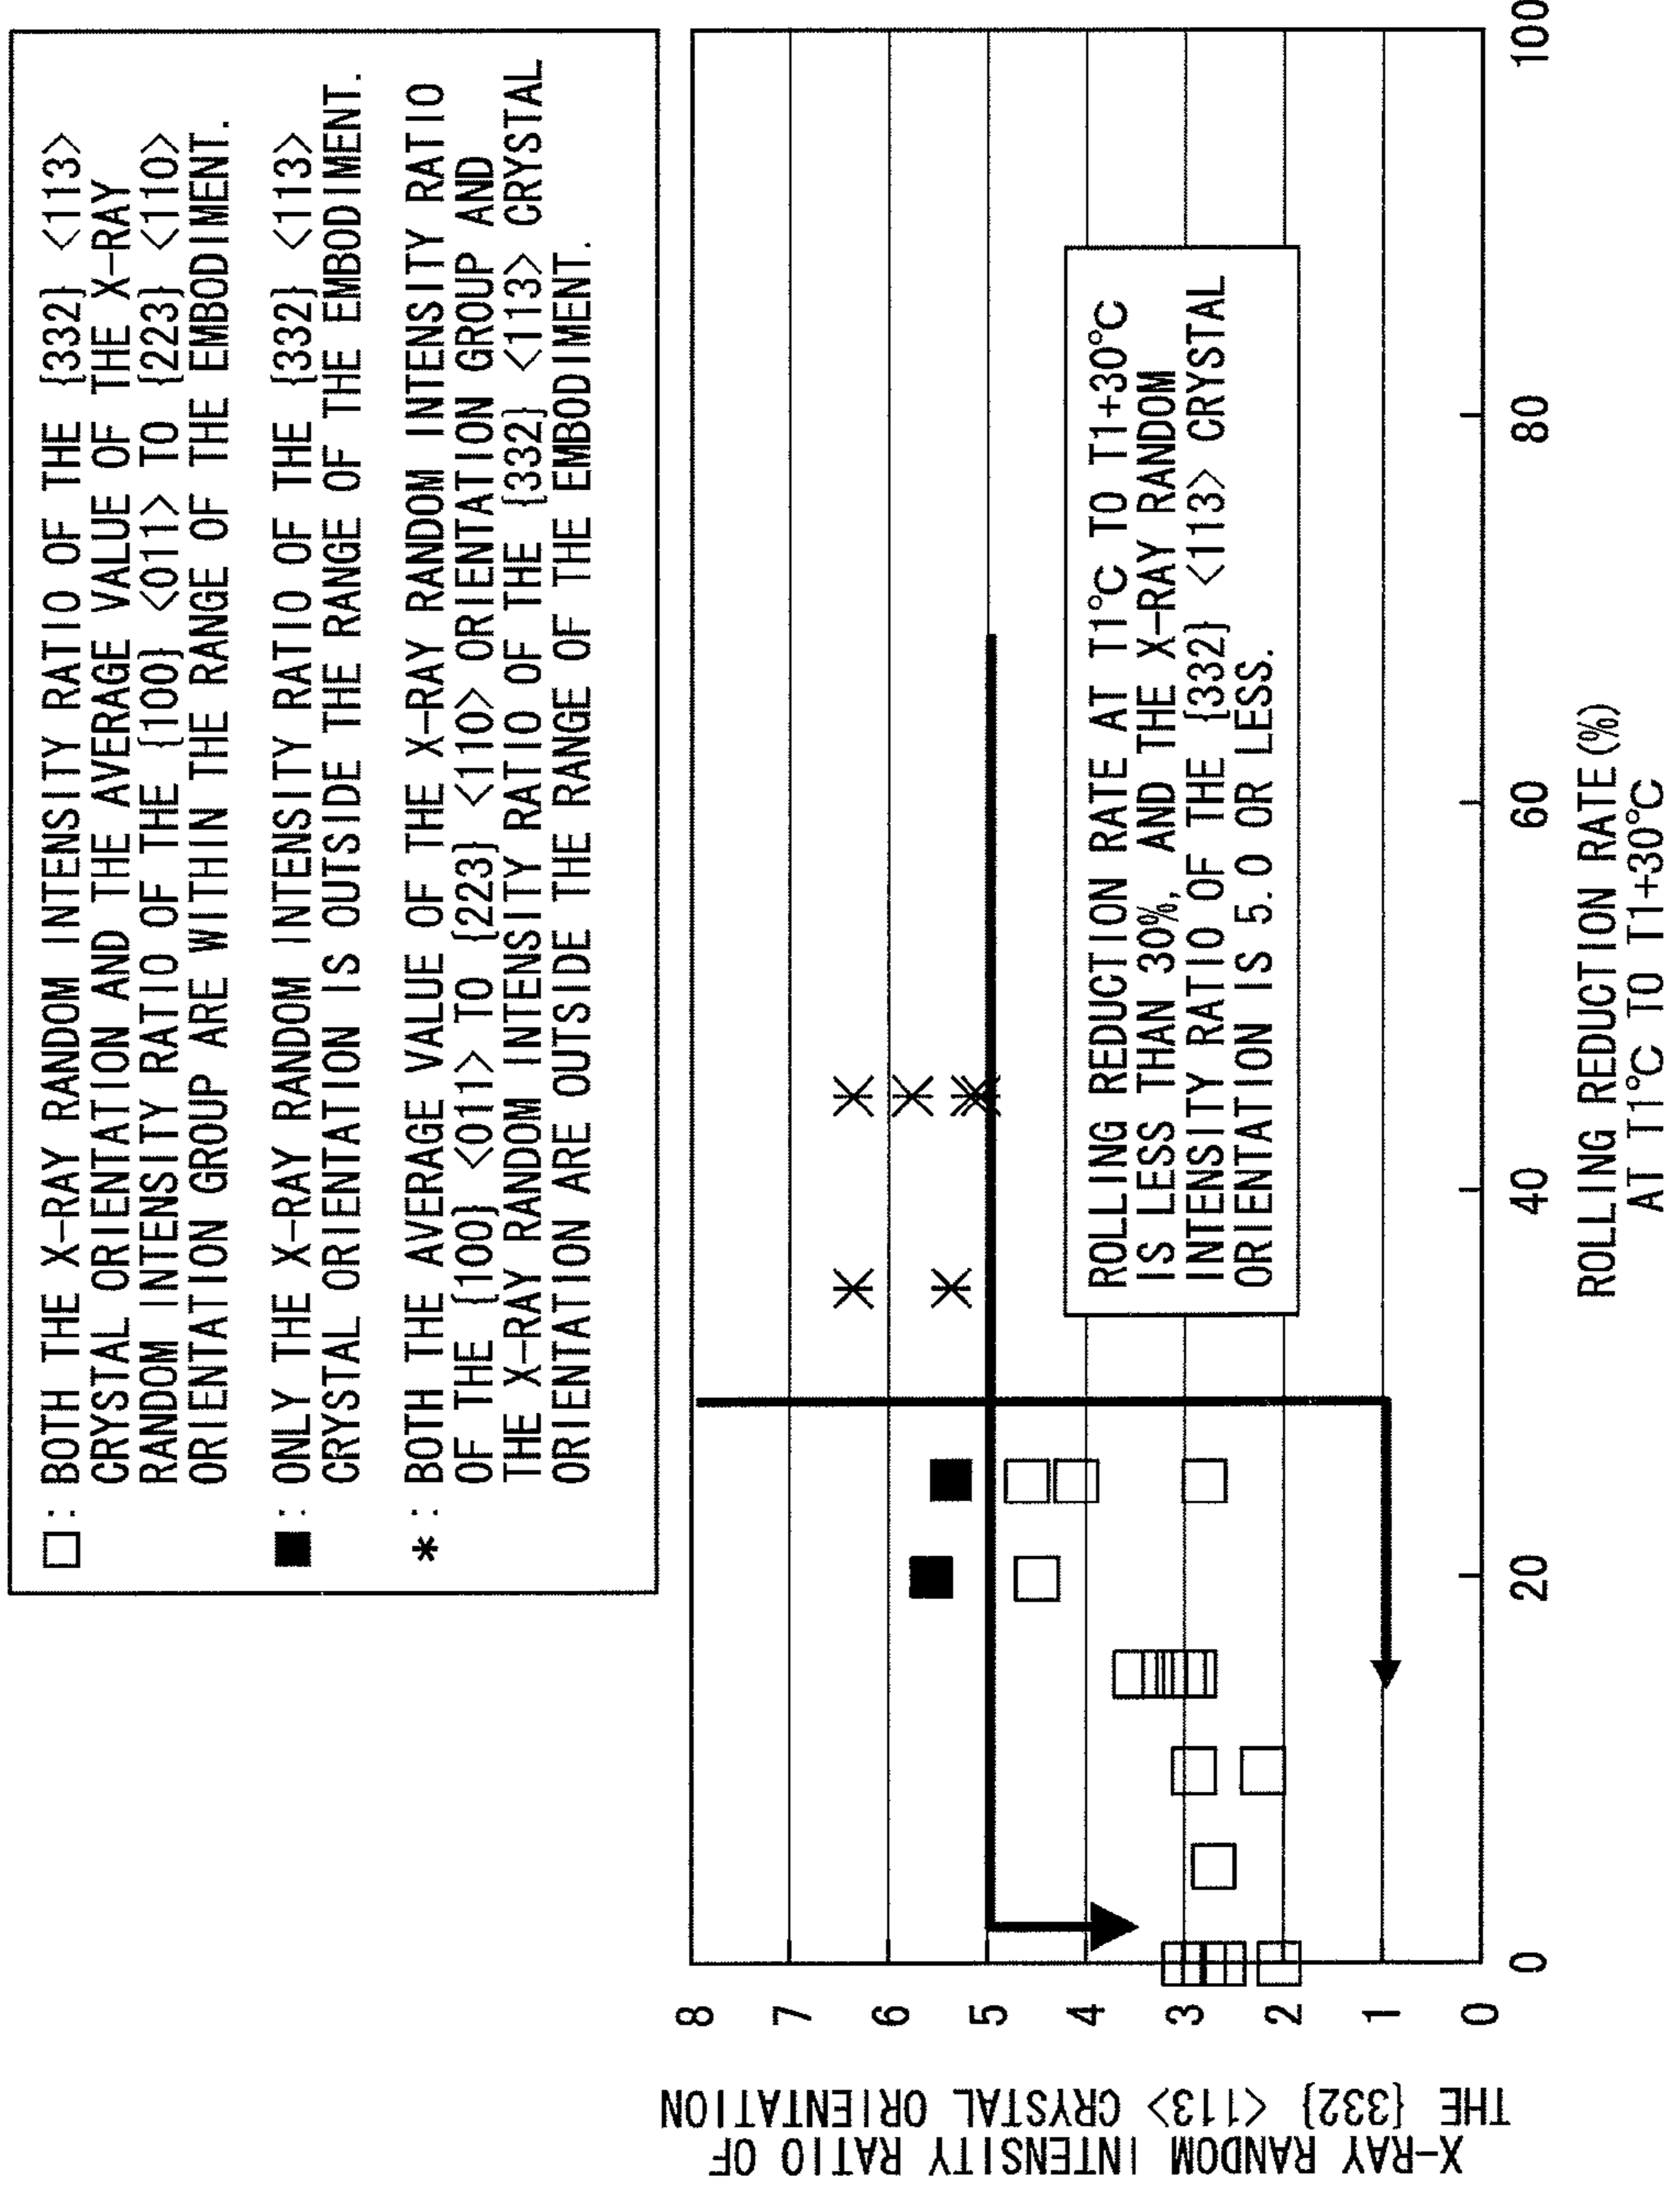 □: BOTH THE X-RAY RANDOM INTENSITY RATIO OF THE {332} <113>
CRYSTAL ORIENTATION AND THE AVERAGE VALUE OF THE X-RAY
RANDOM INTENSITY RATIO OF THE {100} <011> TO {223} <110>
ORIENTATION GROUP ARE WITHIN THE RANGE OF THE EMBODIMENT.
■: ONLY THE X-RAY RANDOM INTENSITY RATIO OF THE {332} <113>
CRYSTAL ORIENTATION IS OUTSIDE THE RANGE OF THE EMBODIMENT.
*: BOTH THE AVERAGE VALUE OF THE X-RAY RANDOM INTENSITY RATIO
OF THE {100} <011> TO {223} <110> ORIENTATION GROUP AND
THE X-RAY RANDOM INTENSITY RATIO OF THE {332} <113> CRYSTAL
ORIENTATION ARE OUTSIDE THE RANGE OF THE EMBODIMENT.
X-RAY RANDOM INTENSITY RATIO OF
THE {332} <113> CRYSTAL ORIENTATION
8
7
6
5
4
3
2
1
0
ROLLING REDUCTION RATE AT T1℃ TO T1+30℃
IS LESS THAN 30%, AND THE X-RAY RANDOM
INTENSITY RATIO OF THE {332} <113> CRYSTAL
ORIENTATION IS 5.0 OR LESS.
0 20 40 60 80 100
ROLLING REDUCTION RATE(%)
AT T1℃ TO T1+30℃